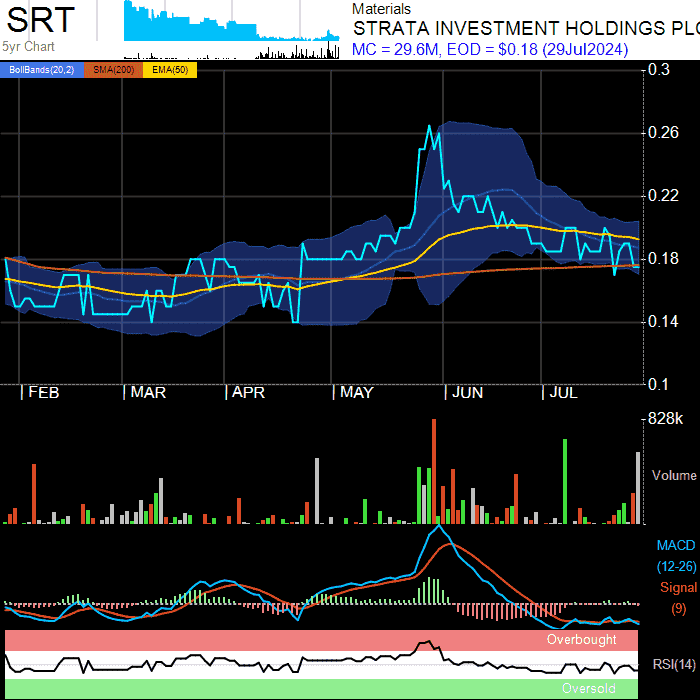 SRT
5yr Chart
Materials
STRATA INVESTMENT HOLDINGS PLC
MC = 29.6M, EOD = $0.18 (29Jul2024)
BollBands(20,2) SMA(200) EMA(50)
0.3
0.26
0.22
0.18
0.14
0.1
FEB MAR APR MAY JUN JUL
828k
Volume
MACD
(12-26)
Signal
(9)
Overbought
RSI(14)
Oversold